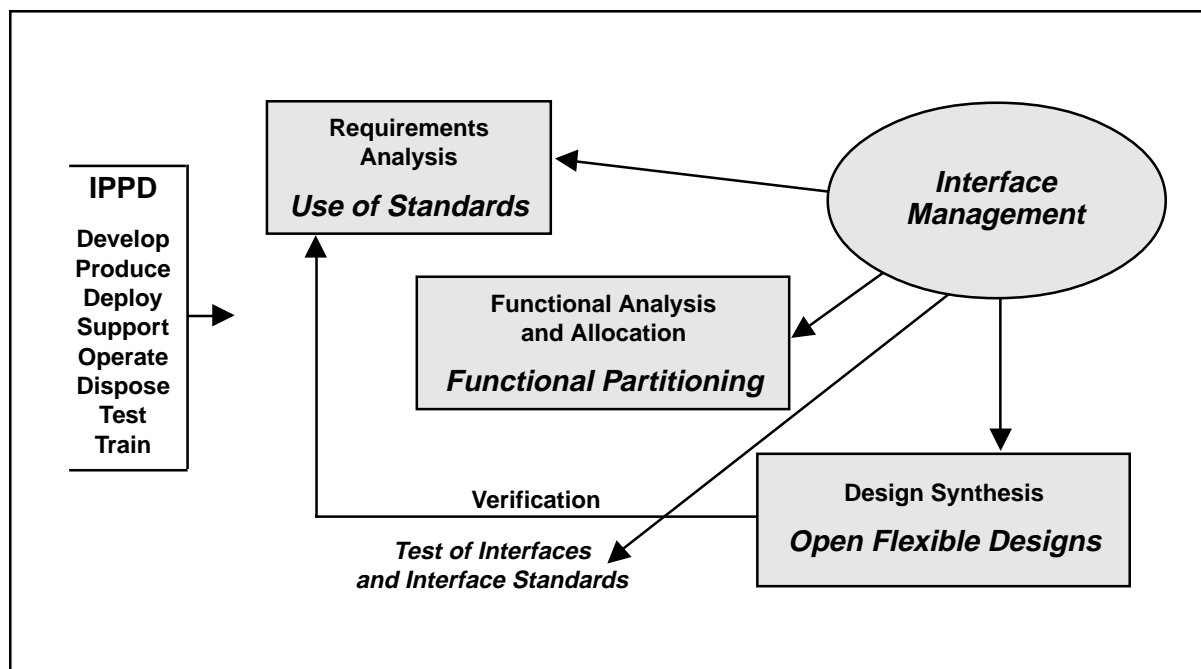 IPPD
Develop
Produce
Deploy
Support
Operate
Dispose
Test
Train
Requirements
Analysis
Use of Standards
Interface
Management
Functional Analysis
and Allocation
Functional Partitioning
Design Synthesis
Open Flexible Designs
Verification
Test of Interfaces
and Interface Standards